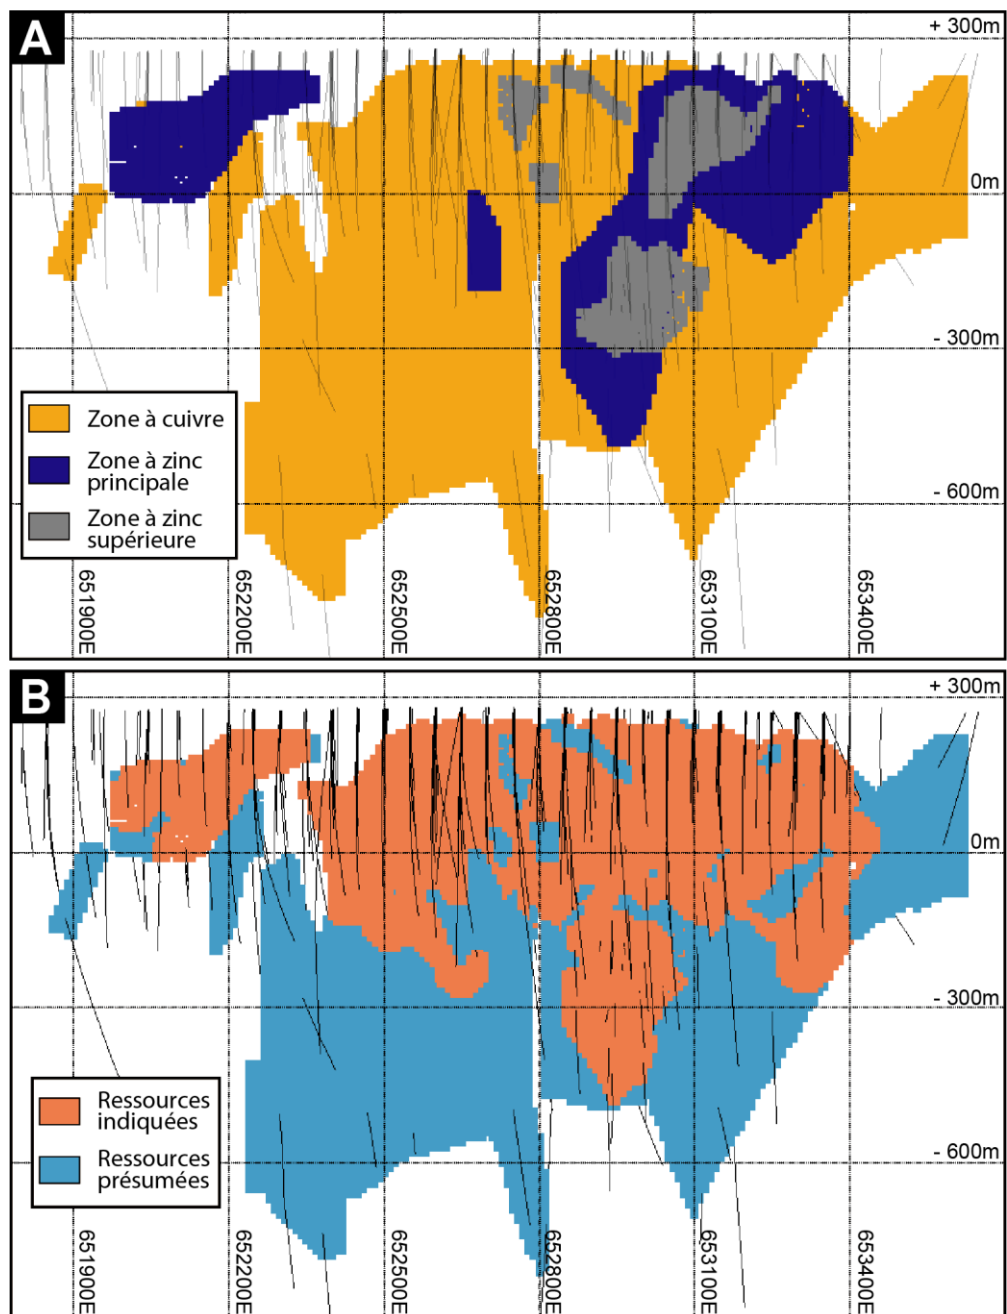 A
+ 300m
0m
- 300m
- 600m
Zone à cuivre
Zone à zinc
principale
Zone à zinc
supérieure
651900E
652200E
652500E
652800E
653100E
653400E
B
+ 300m
0m
- 300m
- 600m
Ressources
indiquées
Ressources
présumées
651900E
652200E
652500E
652800E
653100E
653400E